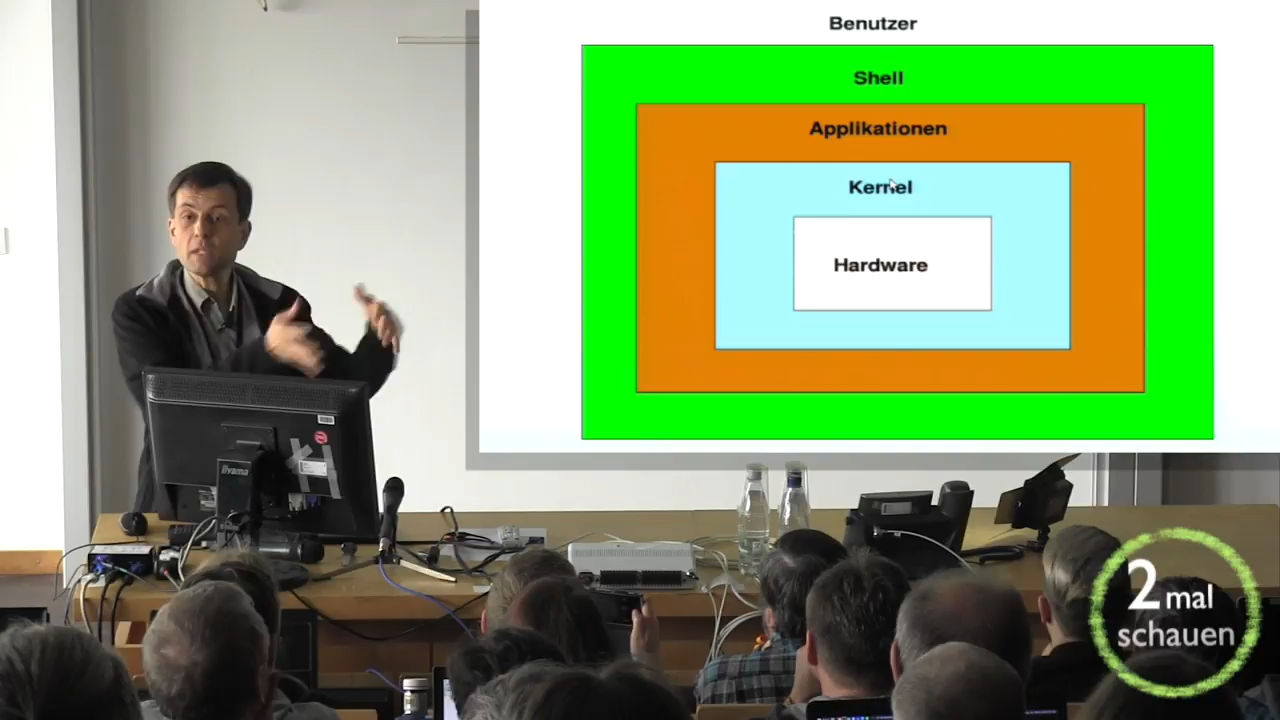 Benutzer
Shell
Applikationen
Kernel
Hardware
iiyama
2 mal
schauen